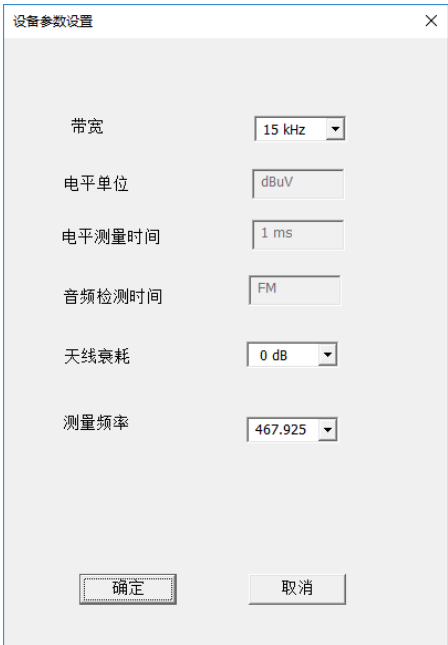 设备参数设置
带宽 15 kHz
电平单位 dBuV
电平测量时间 1 ms
音频检测时间 FM
天线衰耗 0 dB
测量频率 467.925
确定 取消